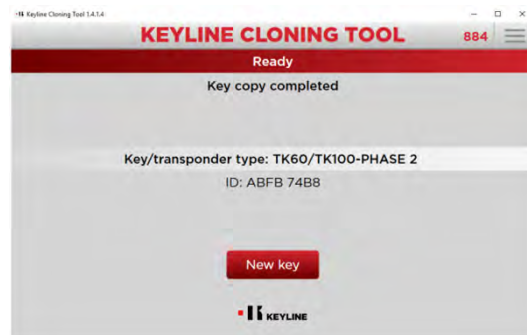 Keyline Cloning Tool 1.4.1.4
KEYLINE CLONING TOOL
884
Ready
Key copy completed
Key/transponder type: TK60/TK100-PHASE 2
ID: ABFB 74B8
New key
KEYLINE